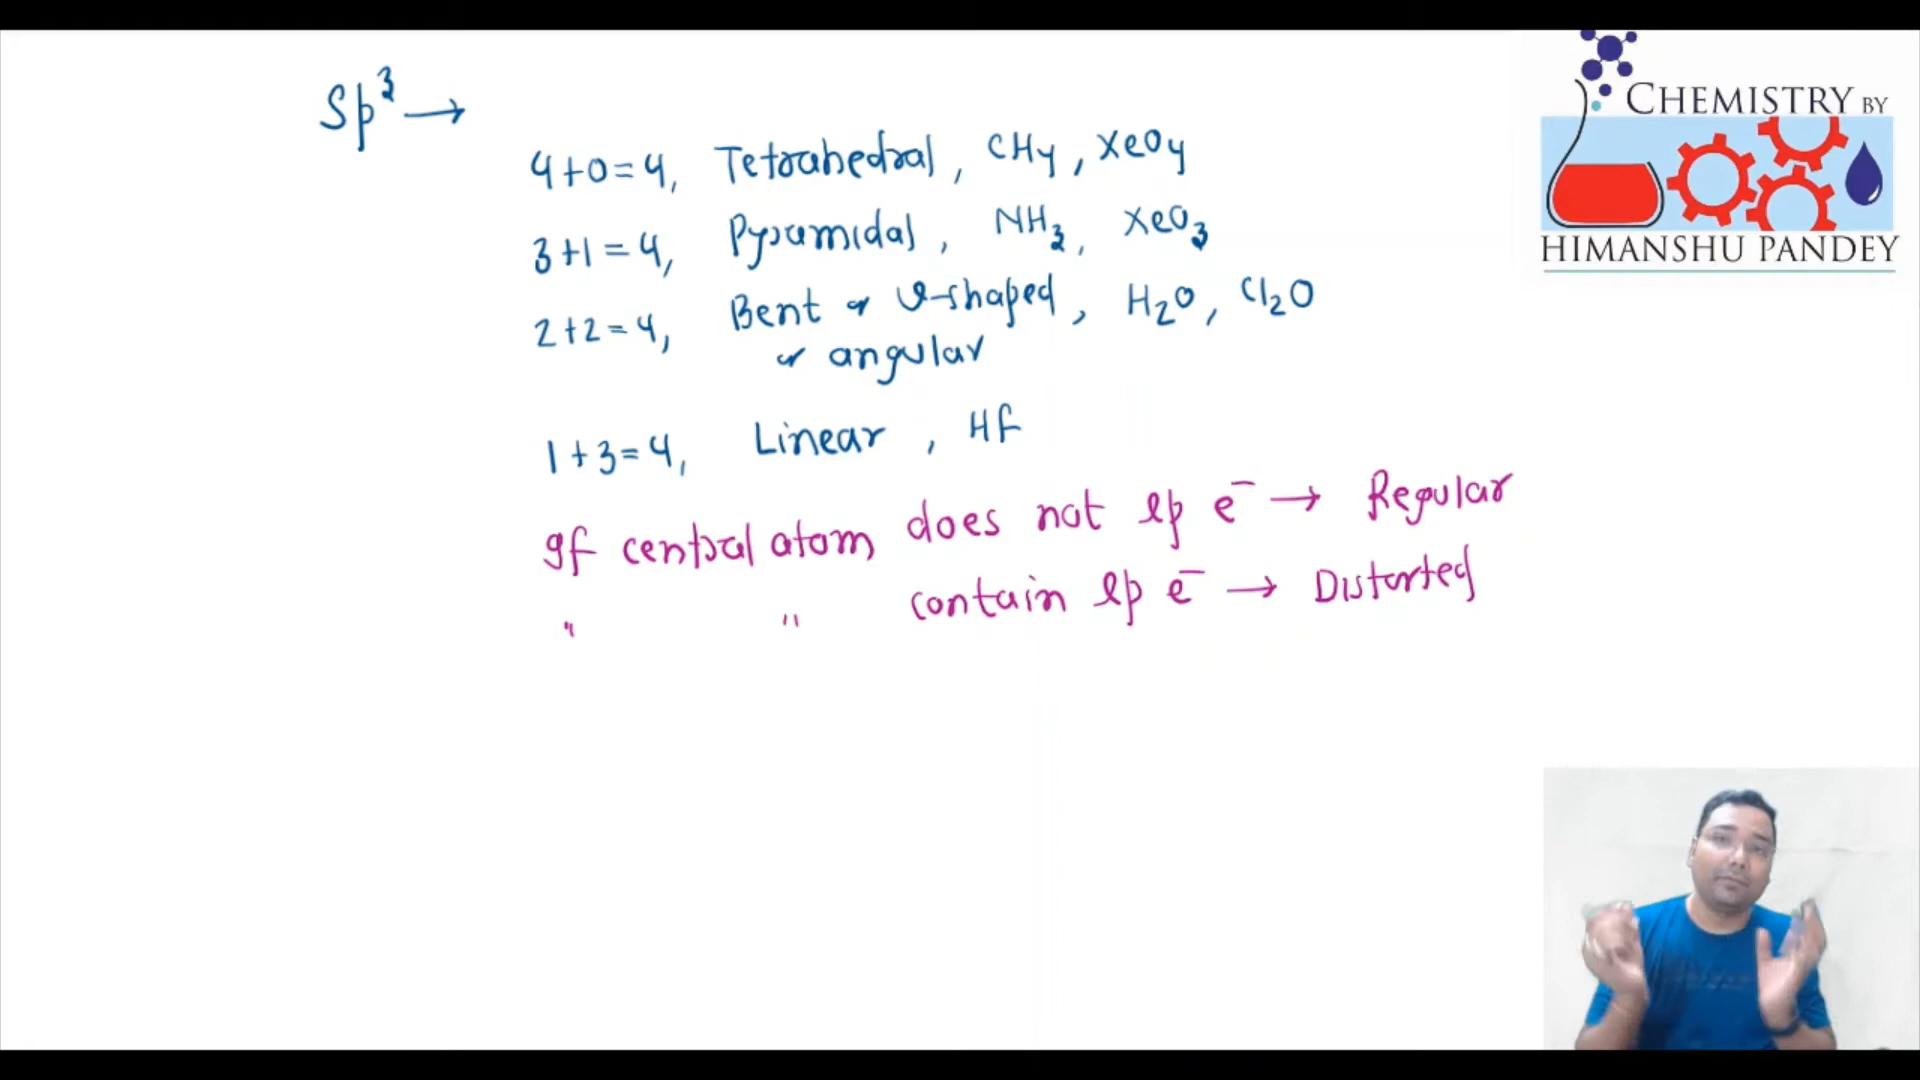 Sp³ →
CHEMISTRY BY
4+0=4, Tetrahedral, CH4, XeO4
3+1=4, Pyramidal, NH3, XeO3
HIMANSHU PANDEY
2+2=4, Bent or V-shaped, H2O, Cl2O
or angular
1+3=4, Linear, HF
If central atom does not lp e⁻ → Regular
" " contain lp e⁻ → Distorted